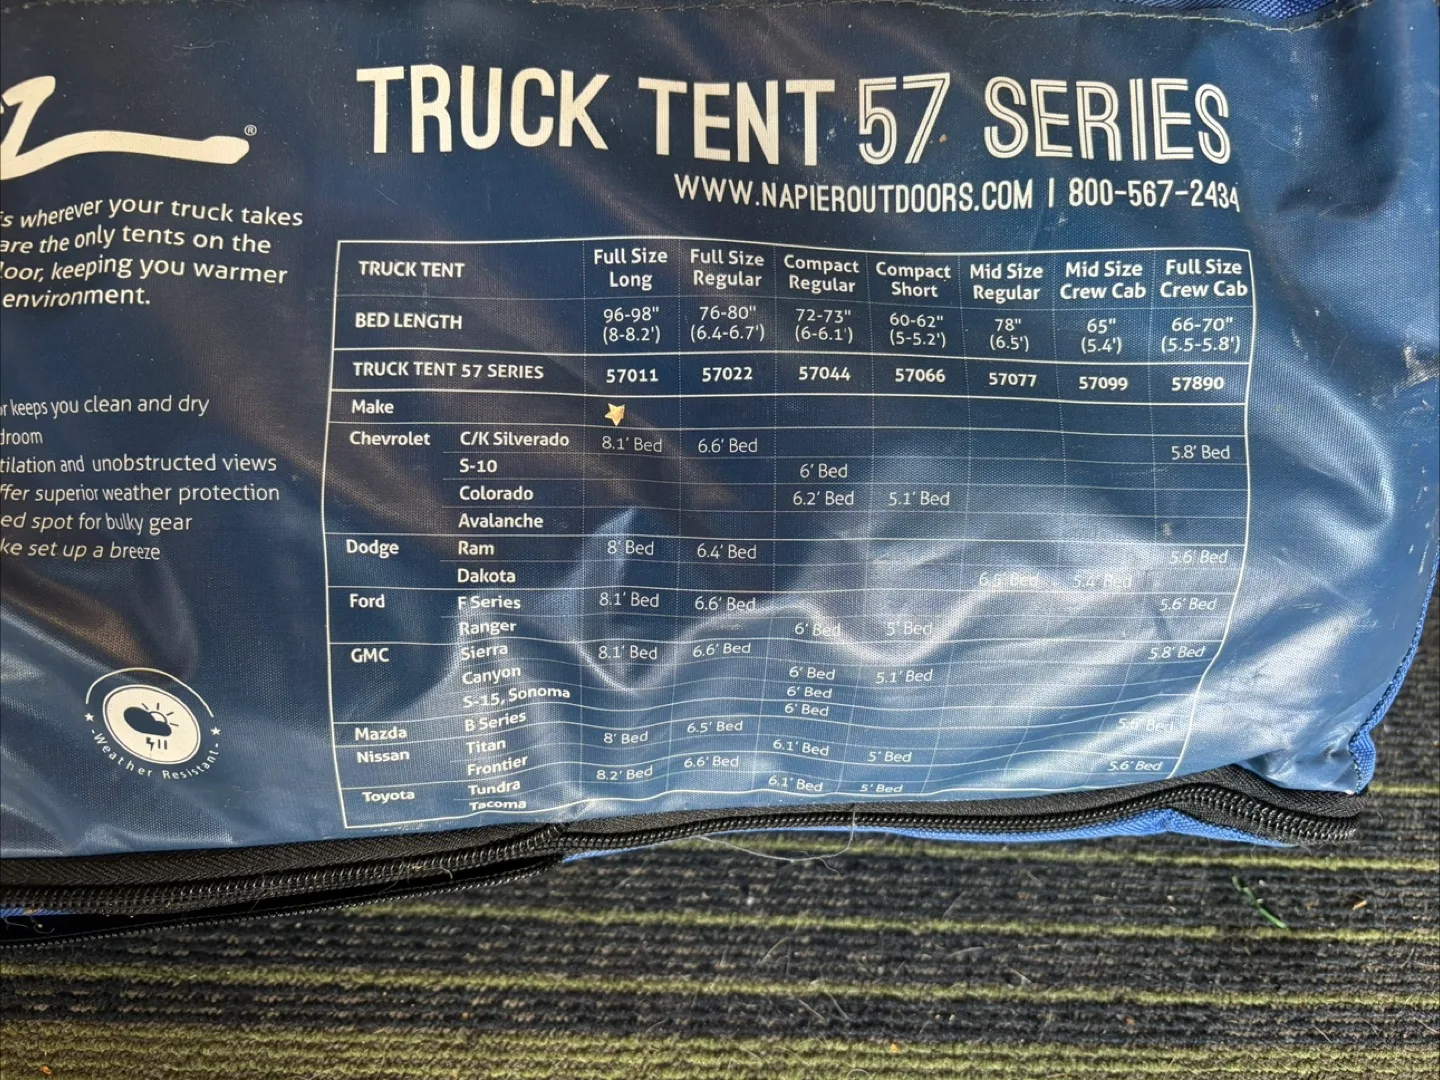 ®
TRUCK TENT 57 SERIES
WWW.NAPIEROUTDOORS.COM | 800-567-2434
s wherever your truck takes
are the only tents on the
loor, keeping you warmer
environment.
r keeps you clean and dry
droom
tilation and unobstructed views
ffer superior weather protection
ed spot for bulky gear
ke set up a breeze
-Weather Resistant-
TRUCK TENT Full Size Long Full Size Regular Compact Regular Compact Short Mid Size Regular Mid Size Crew Cab Full Size Crew Cab
BED LENGTH 96-98" (8-8.2') 76-80" (6.4-6.7') 72-73" (6-6.1') 60-62" (5-5.2') 78" (6.5') 65" (5.4') 66-70" (5.5-5.8')
TRUCK TENT 57 SERIES 57011 57022 57044 57066 57077 57099 57890
Make
Chevrolet C/K Silverado 8.1' Bed 6.6' Bed 5.8' Bed
S-10 6' Bed
Colorado 6.2' Bed 5.1' Bed
Avalanche
Dodge Ram 8' Bed 6.4' Bed 5.6' Bed
Dakota 6.5' Bed 5.4' Bed
Ford F Series 8.1' Bed 6.6' Bed 5.6' Bed
Ranger 6' Bed 5' Bed
GMC Sierra 8.1' Bed 6.6' Bed 5.8' Bed
Canyon 6' Bed 5.1' Bed
S-15, Sonoma 6' Bed
Mazda B Series 6' Bed
Nissan Titan 8' Bed 6.5' Bed Bed
Frontier 6.1' Bed 5' Bed
Toyota Tundra 8.2' Bed 6.6' Bed 5.6' Bed
Tacoma 6.1' Bed 5' Bed